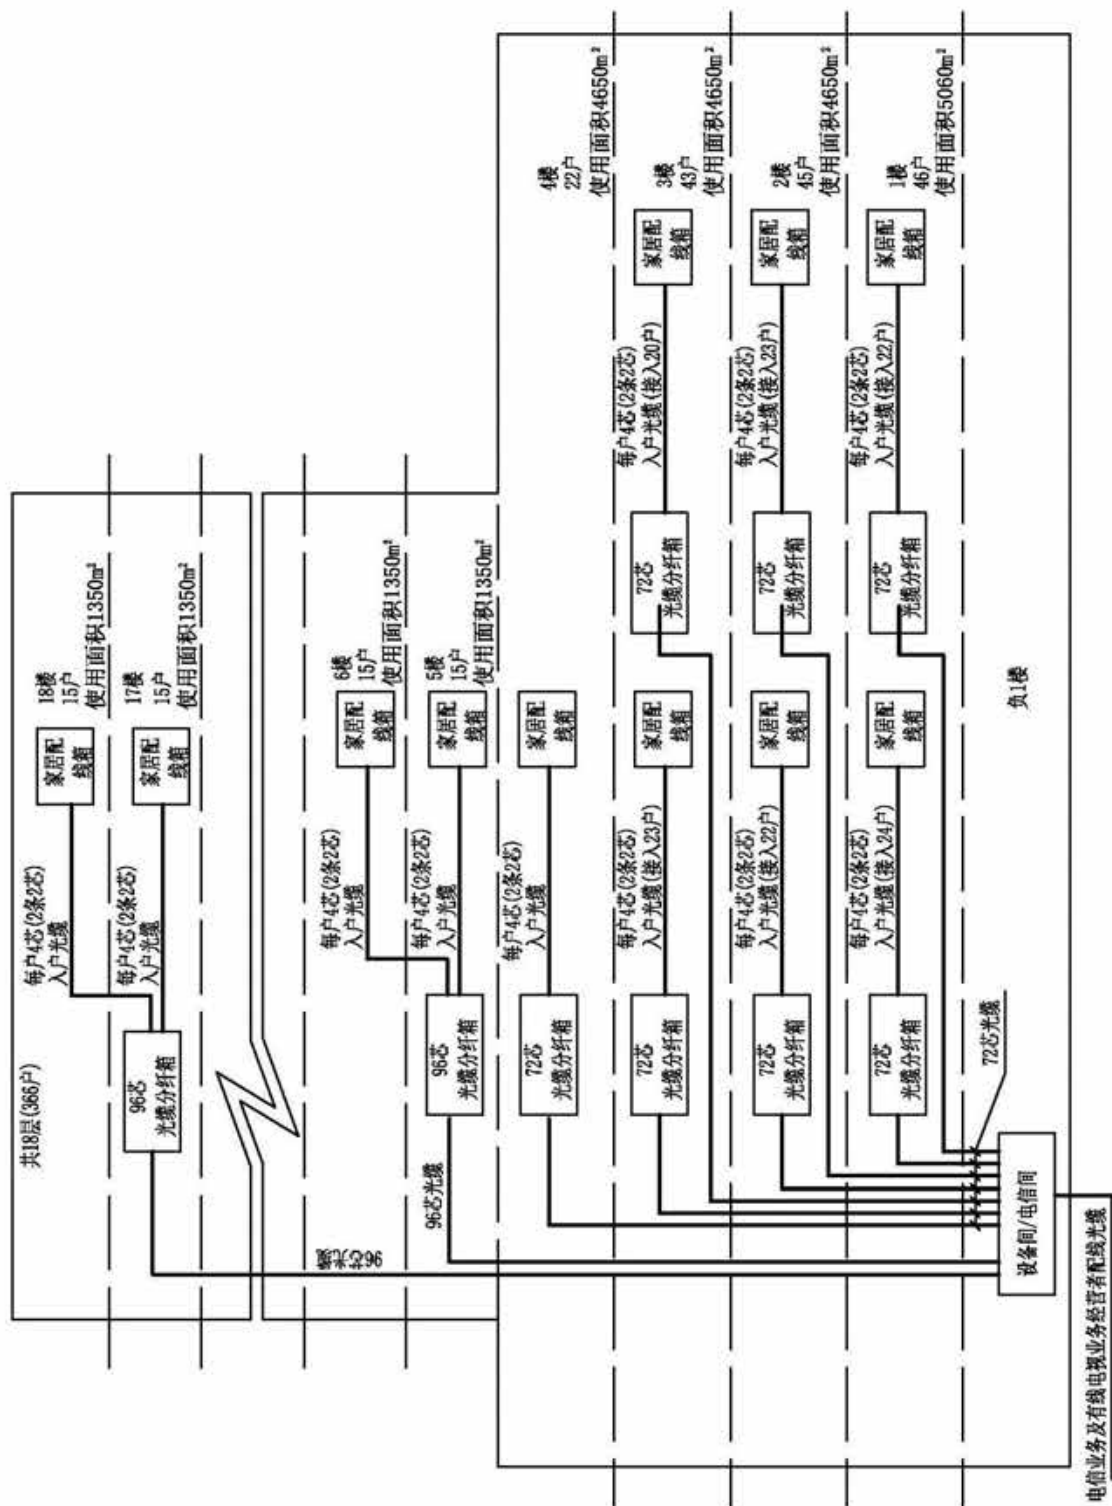 共18层(366户)
18楼
15户
使用面积1350m²
家居配
线箱
每户4芯(2条2芯)
入户光缆
17楼
15户
使用面积1350m²
家居配
线箱
每户4芯(2条2芯)
入户光缆
96芯
光缆分纤箱
96芯光缆
6楼
15户
使用面积1350m²
家居配
线箱
每户4芯(2条2芯)
入户光缆
5楼
15户
使用面积1350m²
家居配
线箱
每户4芯(2条2芯)
入户光缆
96芯
光缆分纤箱
96芯光缆
4楼
22户
使用面积4650m²
家居配
线箱
每户4芯(2条2芯)
入户光缆
72芯
光缆分纤箱
3楼
43户
使用面积4650m²
72芯
光缆分纤箱
每户4芯(2条2芯)
入户光缆(接入23户)
家居配
线箱
72芯
光缆分纤箱
每户4芯(2条2芯)
入户光缆(接入20户)
家居配
线箱
2楼
45户
使用面积4650m²
72芯
光缆分纤箱
每户4芯(2条2芯)
入户光缆(接入22户)
家居配
线箱
72芯
光缆分纤箱
每户4芯(2条2芯)
入户光缆(接入23户)
家居配
线箱
1楼
46户
使用面积5060m²
72芯
光缆分纤箱
每户4芯(2条2芯)
入户光缆(接入24户)
家居配
线箱
72芯
光缆分纤箱
每户4芯(2条2芯)
入户光缆(接入22户)
家居配
线箱
72芯光缆
负1楼
设备间/电信间
电信业务及有线电视业务经营者配线光缆